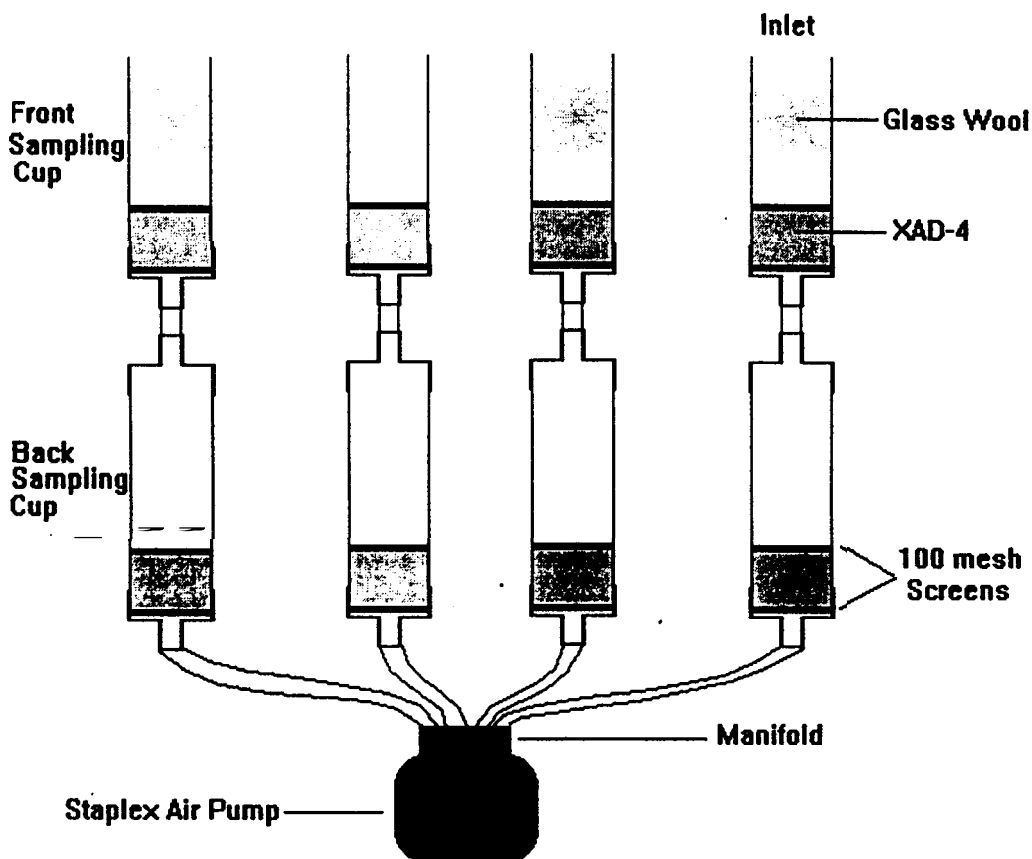 Inlet
Front
Sampling
Cup
Glass Wool
XAD-4
Back
Sampling
Cup
100 mesh
Screens
Manifold
Staplex Air Pump